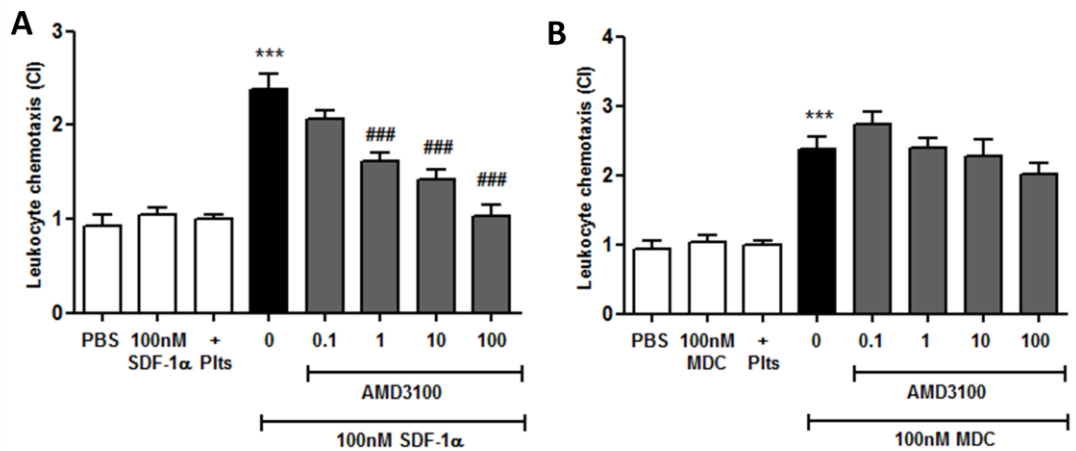 A
Leukocyte chemotaxis (CI)
3
2
1
0
***
###
###
###
PBS 100nM + 0 0.1 1 10 100
SDF-1α Plts
AMD3100
100nM SDF-1α
B
Leukocyte chemotaxis (CI)
4
3
2
1
0
***
PBS 100nM + 0 0.1 1 10 100
MDC Plts
AMD3100
100nM MDC